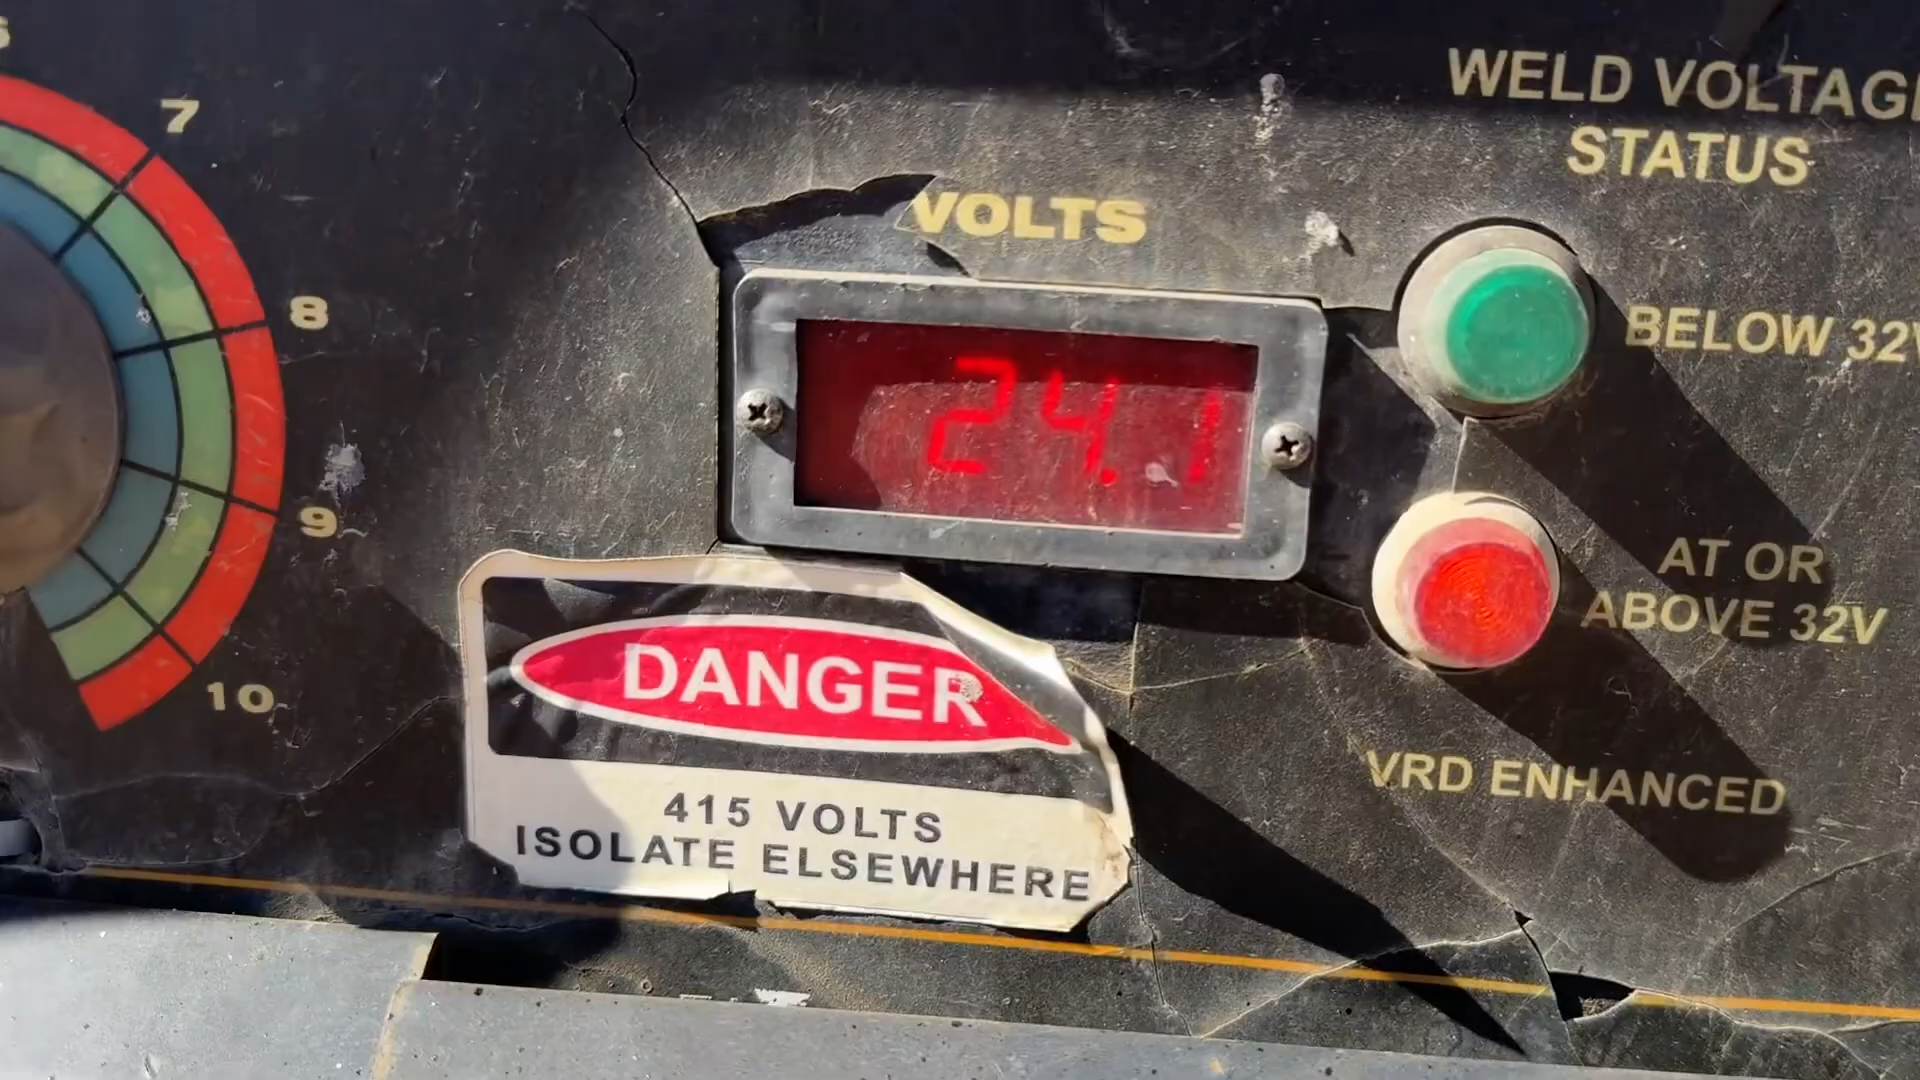 7
8
9
10
VOLTS
24.1
WELD VOLTAGE
STATUS
BELOW 32V
AT OR
ABOVE 32V
VRD ENHANCED
DANGER
415 VOLTS
ISOLATE ELSEWHERE